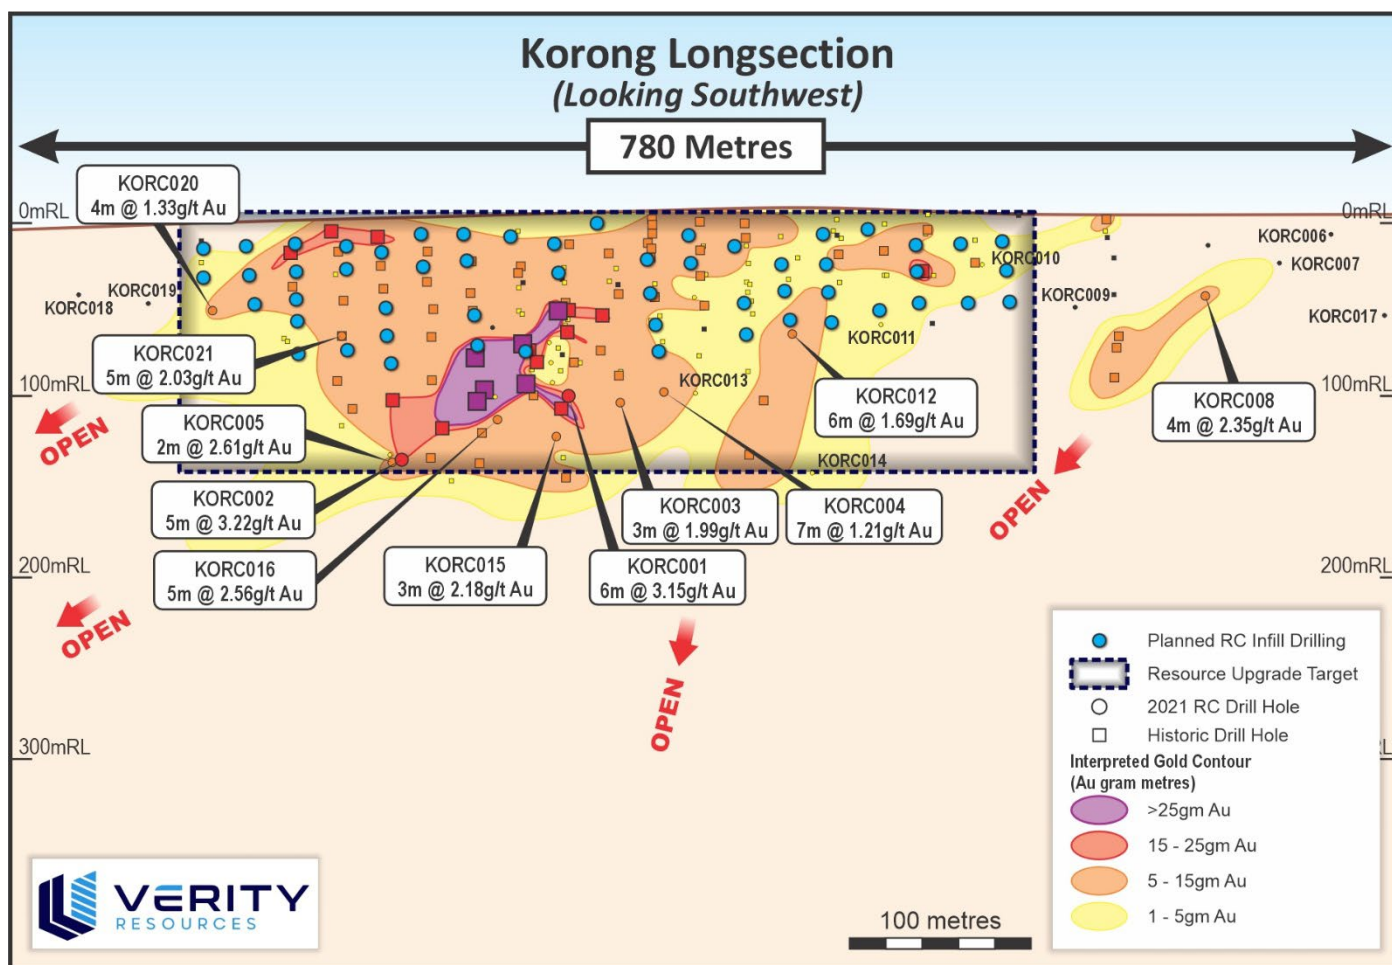 Korong Longsection
(Looking Southwest)
780 Metres
KORC020
4m @ 1.33g/t Au
0mRL
0mRL
KORC006
KORC007
KORC010
KORC019
KORC018
KORC009
KORC017
KORC011
KORC021
5m @ 2.03g/t Au
KORC013
100mRL
100mRL
KORC012
6m @ 1.69g/t Au
KORC008
4m @ 2.35g/t Au
OPEN
KORC005
2m @ 2.61g/t Au
KORC014
KORC002
5m @ 3.22g/t Au
KORC003
3m @ 1.99g/t Au
KORC004
7m @ 1.21g/t Au
OPEN
KORC016
5m @ 2.56g/t Au
KORC015
3m @ 2.18g/t Au
KORC001
6m @ 3.15g/t Au
200mRL
200mRL
OPEN
OPEN
300mRL
RL
Planned RC Infill Drilling
Resource Upgrade Target
2021 RC Drill Hole
Historic Drill Hole
Interpreted Gold Contour
(Au gram metres)
>25gm Au
15 - 25gm Au
5 - 15gm Au
1 - 5gm Au
VERITY
RESOURCES
100 metres